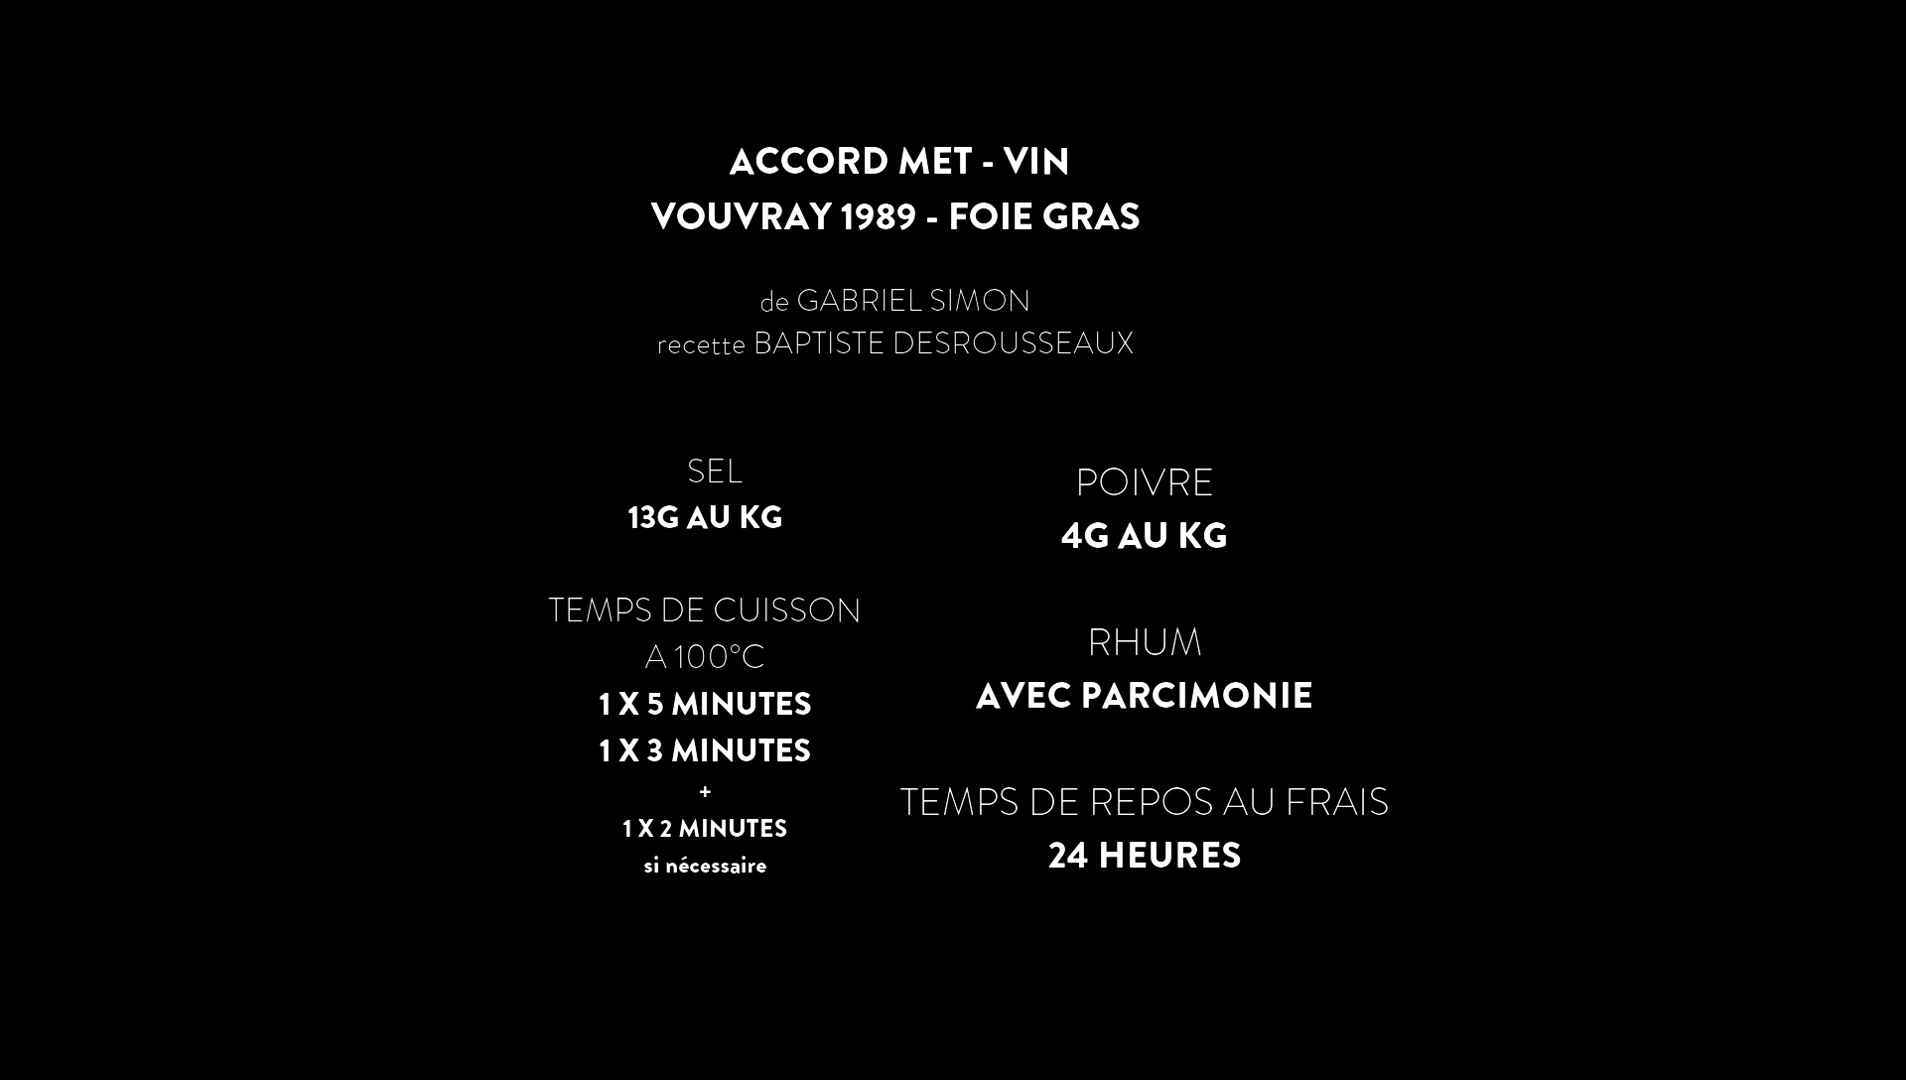 ACCORD MET - VIN
VOUVRAY 1989 - FOIE GRAS
de GABRIEL SIMON
recette BAPTISTE DESROUSSEAUX
SEL
13G AU KG
TEMPS DE CUISSON
A 100°C
1 X 5 MINUTES
1 X 3 MINUTES
+
1 X 2 MINUTES
si nécessaire
POIVRE
4G AU KG
RHUM
AVEC PARCIMONIE
TEMPS DE REPOS AU FRAIS
24 HEURES